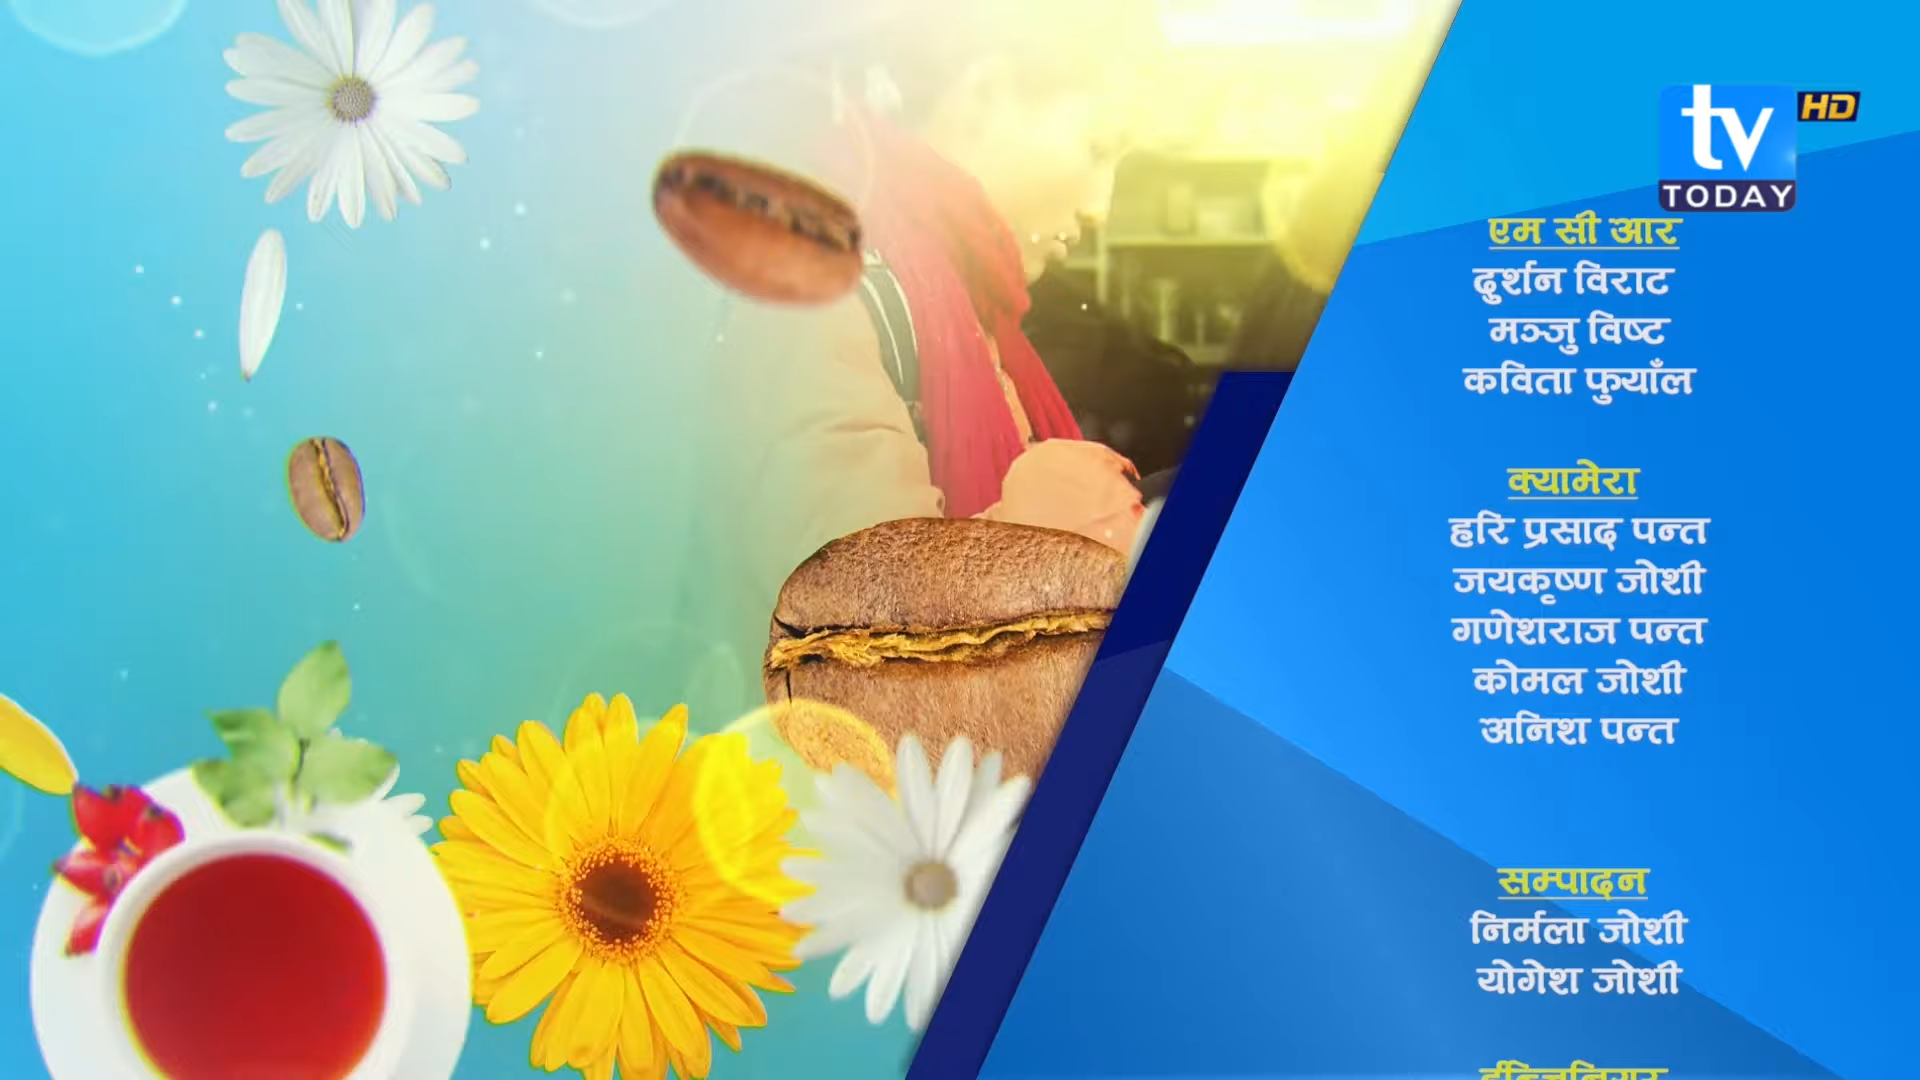 tv HD
TODAY
एम सी आर
दुर्शन विराट
मञ्जु विष्ट
कविता फुयाँल
क्यामेरा
हरि प्रसाद पन्त
जयकृष्ण जोशी
गणेशराज पन्त
कोमल जोशी
अनिश पन्त
सम्पादन
निर्मला जोशी
योगेश जोशी